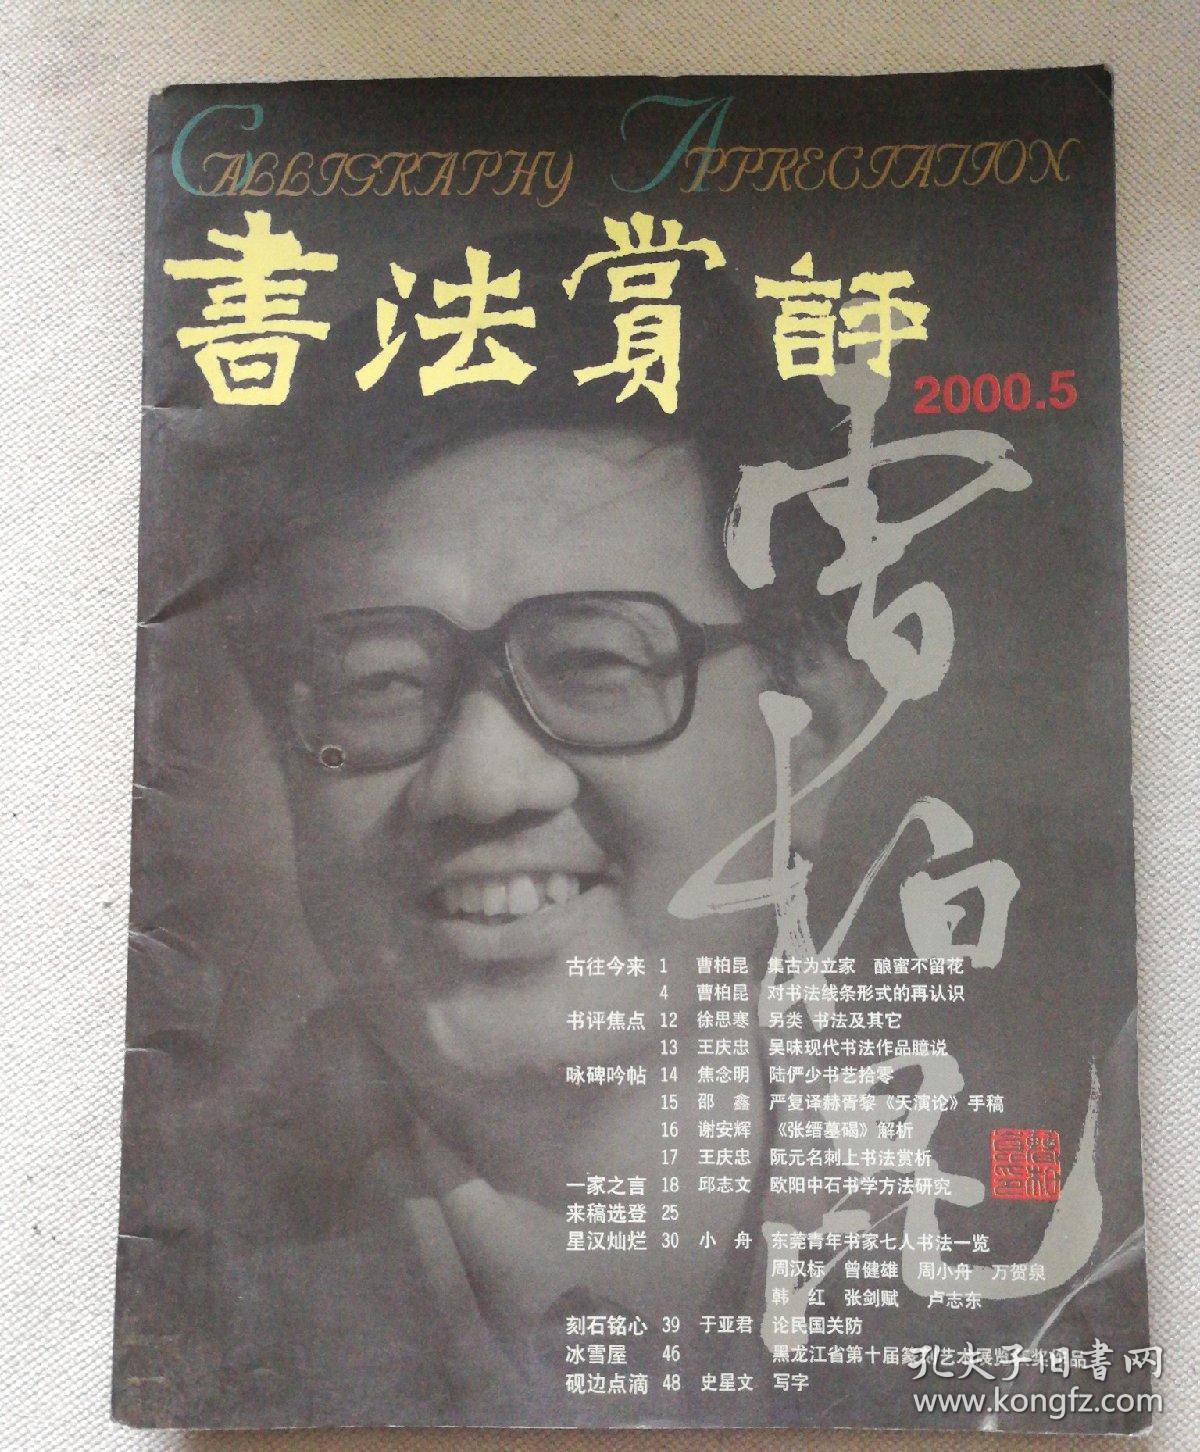 CALLIGRAPHY APPRECIATION
書法賞評
2000.5
曹柏昆
古往今来 1 曹柏昆 集古为立家 酿蜜不留花
4 曹柏昆 对书法线条形式的再认识
书评焦点 12 徐思寒 另类 书法及其它
13 王庆忠 吴味现代书法作品臆说
咏碑吟帖 14 焦念明 陆俨少书艺拾零
15 邵鑫 严复译赫胥黎《天演论》手稿
16 谢安辉 《张缙墓碣》解析
17 王庆忠 阮元名刺上书法赏析
一家之言 18 邱志文 欧阳中石书学方法研究
来稿选登 25
星汉灿烂 30 小舟 东莞青年书家七人书法一览
周汉标 曾健雄 周小舟 万贺泉
韩红 张剑赋 卢志东
刻石铭心 39 于亚君 论民国关防
冰雪屋 46 黑龙江省第十届篆刻艺术展览获奖作品
砚边点滴 48 史星文 写字
孔夫子旧书网
www.kongfz.com